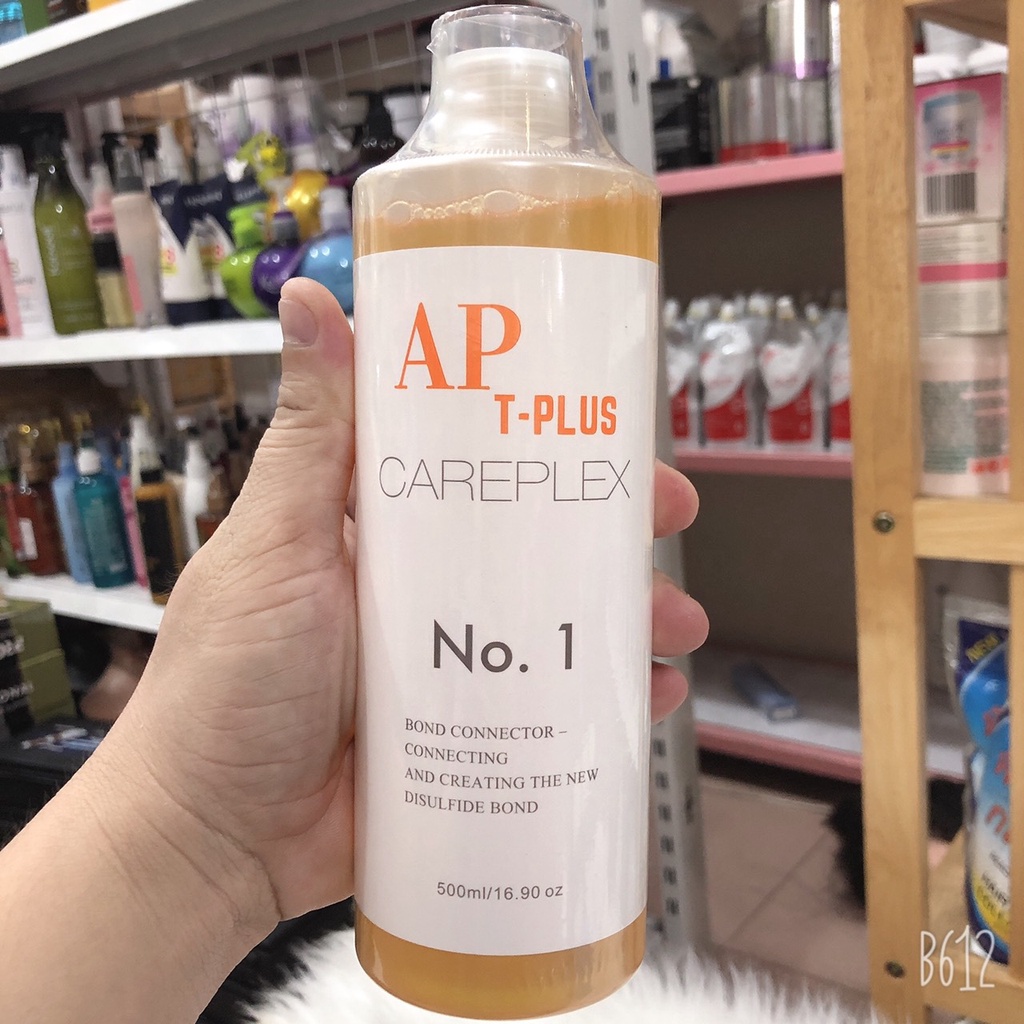 AP
T-PLUS
CAREPLEX
No. 1
BOND CONNECTOR –
CONNECTING
AND CREATING THE NEW
DISULFIDE BOND
500ml/16.90 oz
B612